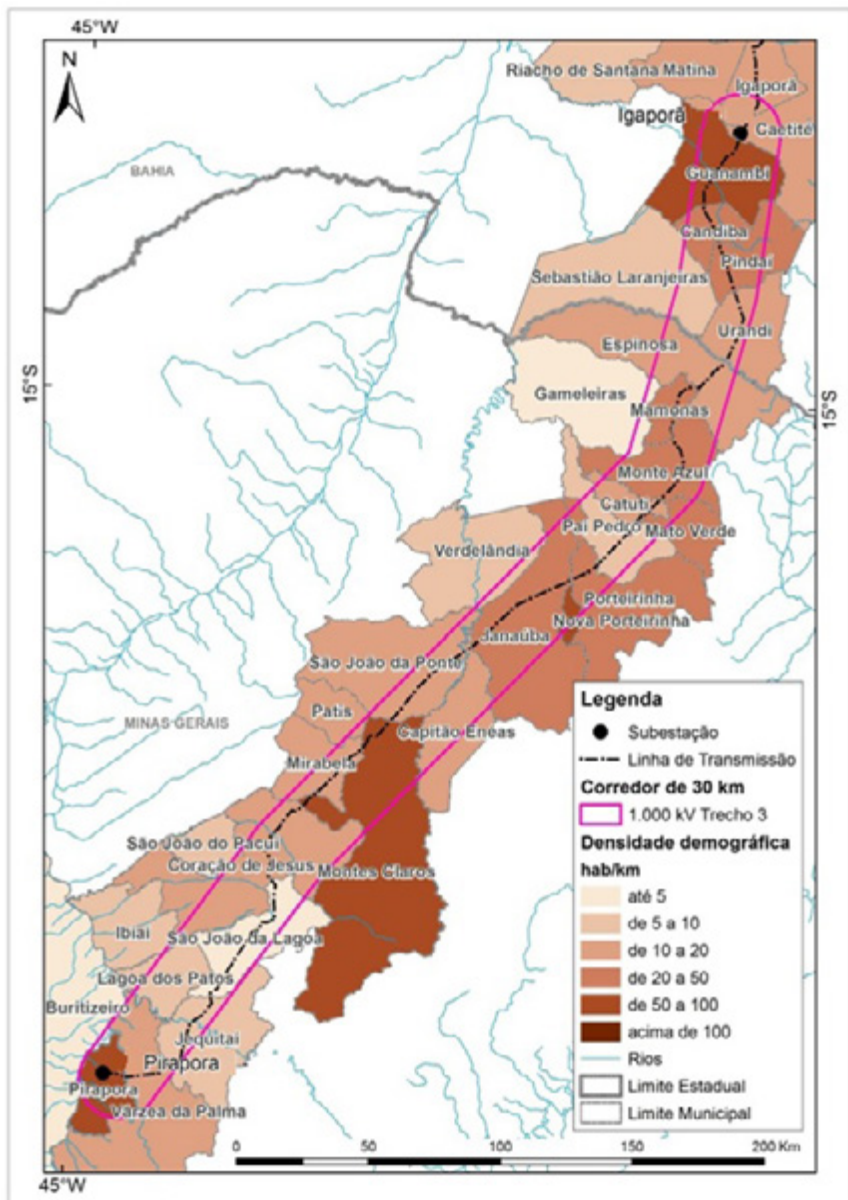 45°W
N
Riacho de Santana
Matina
Igaporã
Igaporã
Caetité
BAHIA
Guanambi
Candiba
Pindaí
Sebastião Laranjeiras
Urandi
Espinosa
15°S
Gameleiras
15°S
Mamonas
Monte Azul
Catuti
Pai Pedro
Mato Verde
Verdelândia
Porteirinha
Nova Porteirinha
Janaúba
São João da Ponte
Patis
MINAS GERAIS
Capitão Enéas
Mirabela
São João do Pacuí
Coração de Jesus
Montes Claros
Ibiaí
São João da Lagoa
Lagoa dos Patos
Buritizeiro
Jequitaí
Pirapora
Pirapora
Várzea da Palma
Legenda
Subestação
Linha de Transmissão
Corredor de 30 km
1.000 kV Trecho 3
Densidade demográfica
hab/km
até 5
de 5 a 10
de 10 a 20
de 20 a 50
de 50 a 100
acima de 100
Rios
Limite Estadual
Limite Municipal
0 50 100 150 200 Km
45°W